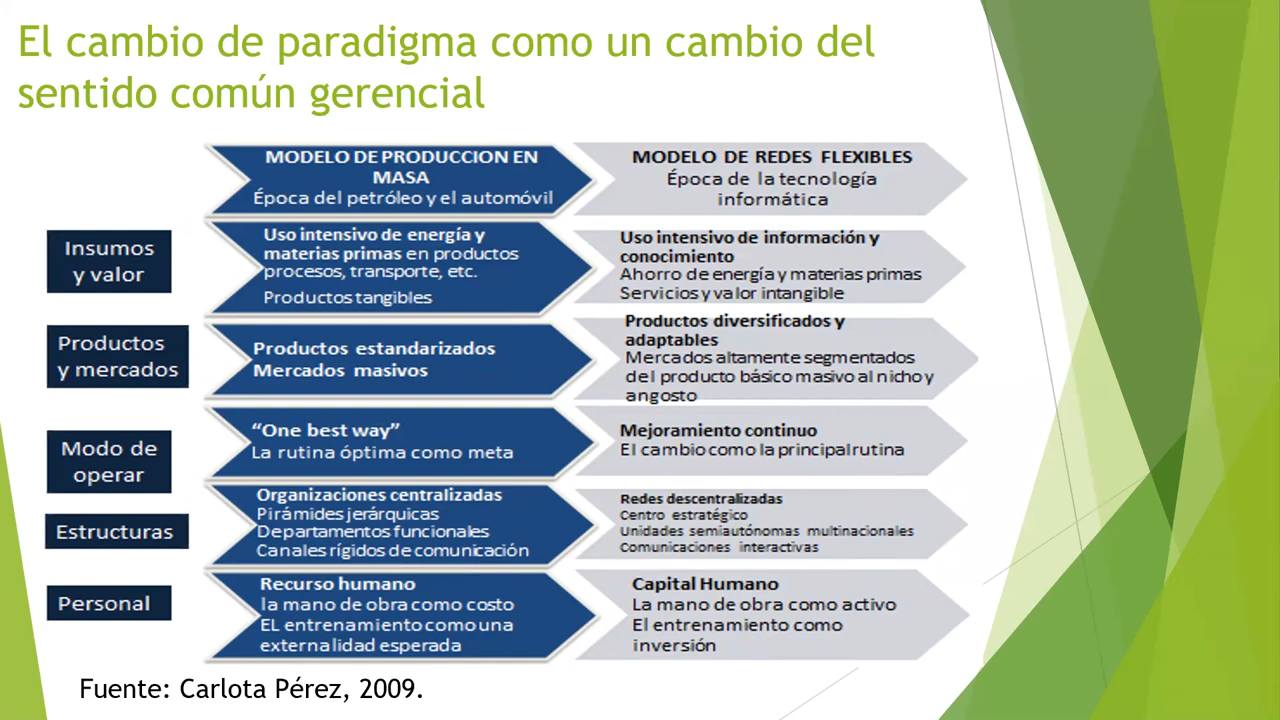 El cambio de paradigma como un cambio del
sentido común gerencial
MODELO DE PRODUCCION EN
MASA
Época del petróleo y el automóvil
MODELO DE REDES FLEXIBLES
Época de la tecnología
informática
Insumos
y valor
Uso intensivo de energía y
materias primas en productos
procesos, transporte, etc.
Productos tangibles
Uso intensivo de información y
conocimiento
Ahorro de energía y materias primas
Servicios y valor intangible
Productos
y mercados
Productos estandarizados
Mercados masivos
Productos diversificados y
adaptables
Mercados altamente segmentados
del producto básico masivo al nicho y
angosto
Modo de
operar
“One best way”
La rutina óptima como meta
Mejoramiento continuo
El cambio como la principal rutina
Estructuras
Organizaciones centralizadas
Pirámides jerárquicas
Departamentos funcionales
Canales rígidos de comunicación
Redes descentralizadas
Centro estratégico
Unidades semiautónomas multinacionales
Comunicaciones interactivas
Personal
Recurso humano
la mano de obra como costo
EL entrenamiento como una
externalidad esperada
Capital Humano
La mano de obra como activo
El entrenamiento como
inversión
Fuente: Carlota Pérez, 2009.